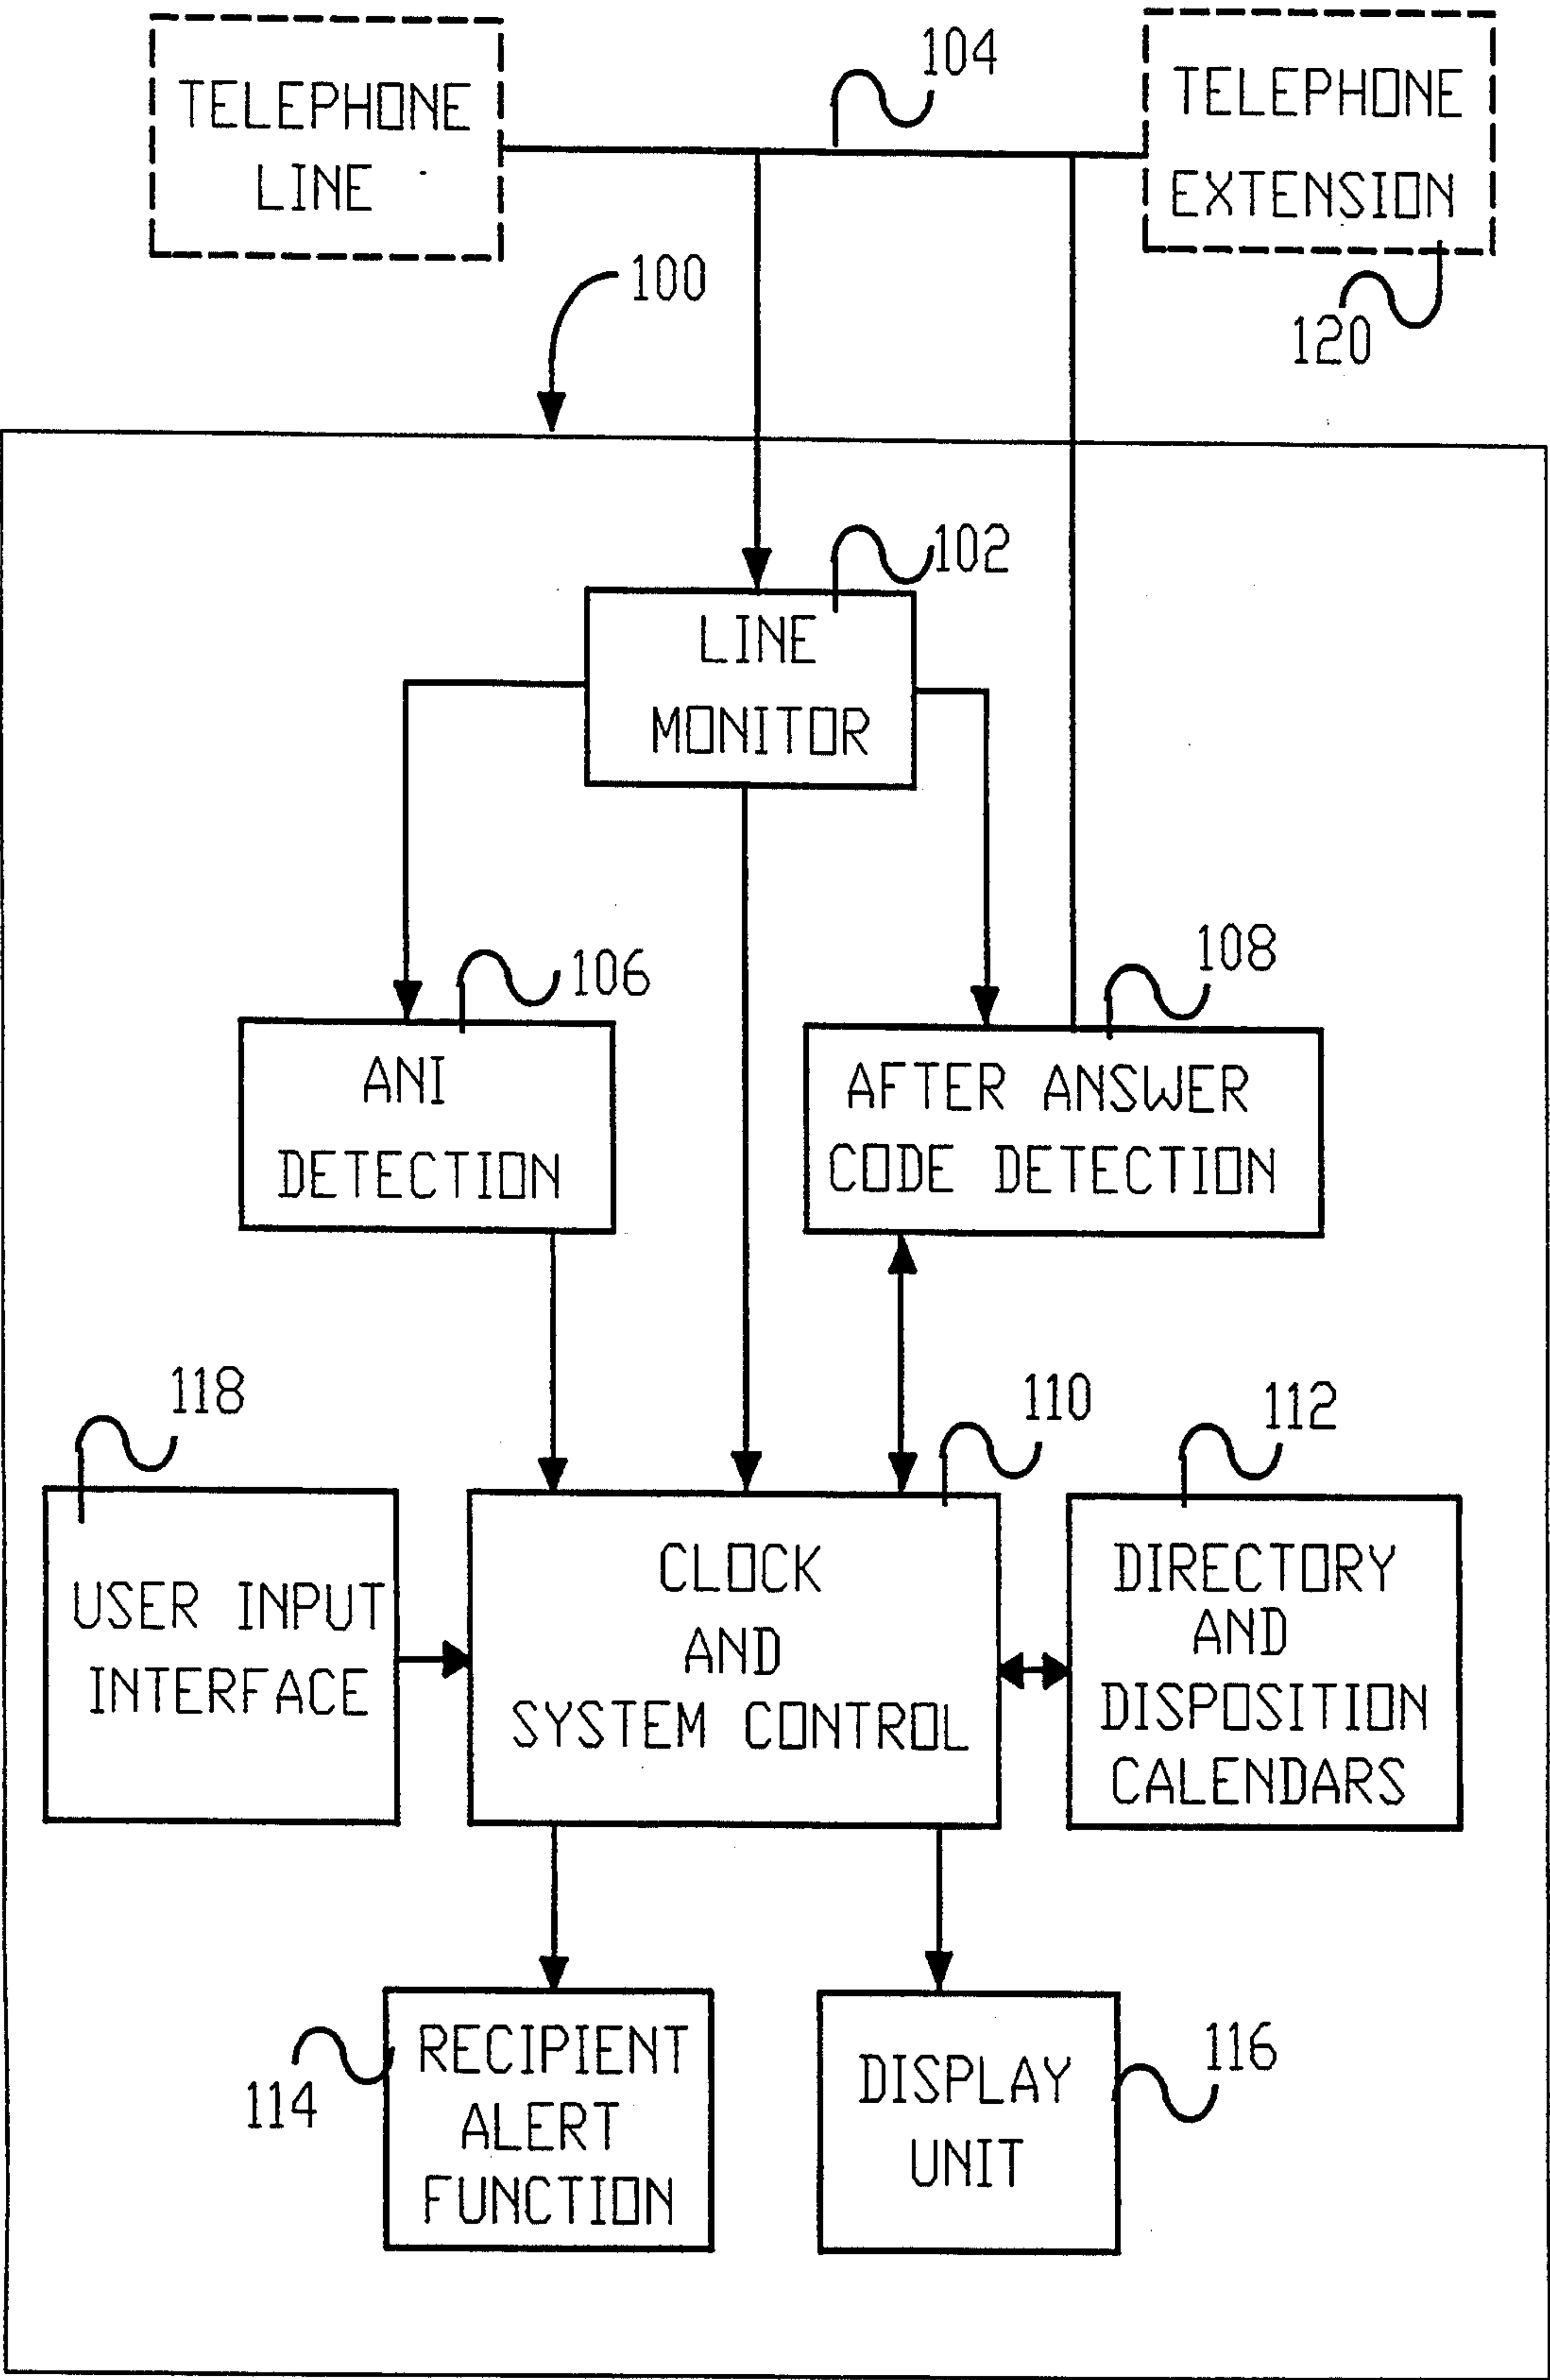 TELEPHONE
LINE
104
TELEPHONE
EXTENSION
100
120
102
LINE
MONITOR
106
108
ANI
DETECTION
AFTER ANSWER
CODE DETECTION
118
110
112
USER INPUT
INTERFACE
CLOCK
AND
SYSTEM CONTROL
DIRECTORY
AND
DISPOSITION
CALENDARS
114
RECIPIENT
ALERT
FUNCTION
DISPLAY
UNIT
116